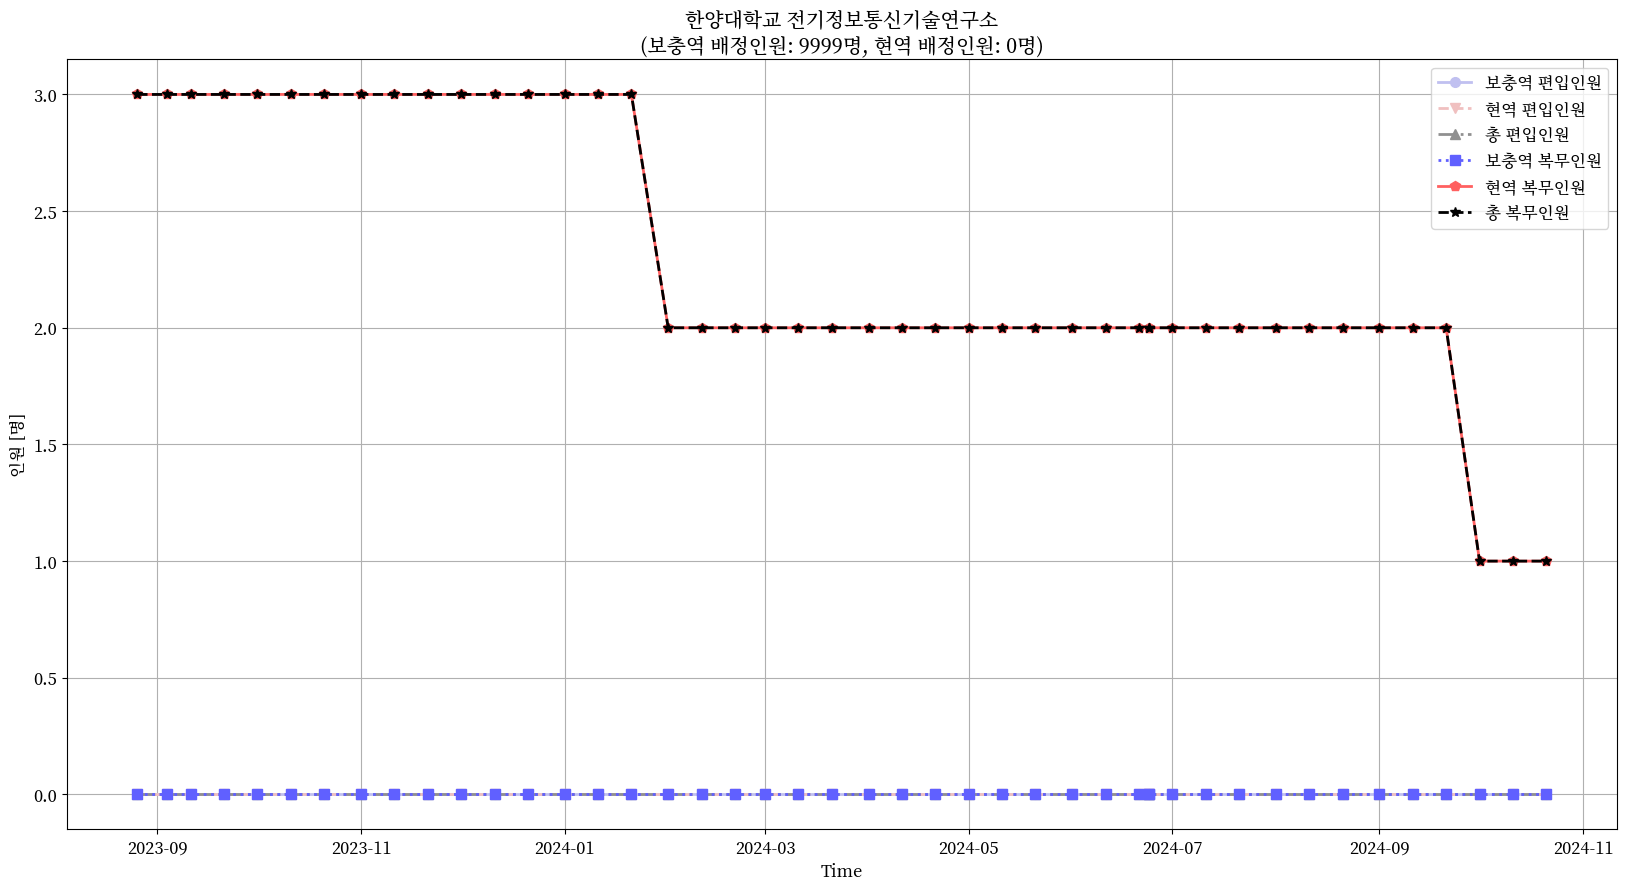 한양대학교 전기정보통신기술연구소
(보충역 배정인원: 9999명, 현역 배정인원: 0명)
보충역 편입인원
현역 편입인원
총 편입인원
보충역 복무인원
현역 복무인원
총 복무인원
인원 [명]
3.0
2.5
2.0
1.5
1.0
0.5
0.0
2023-09
2023-11
2024-01
2024-03
2024-05
2024-07
2024-09
2024-11
Time